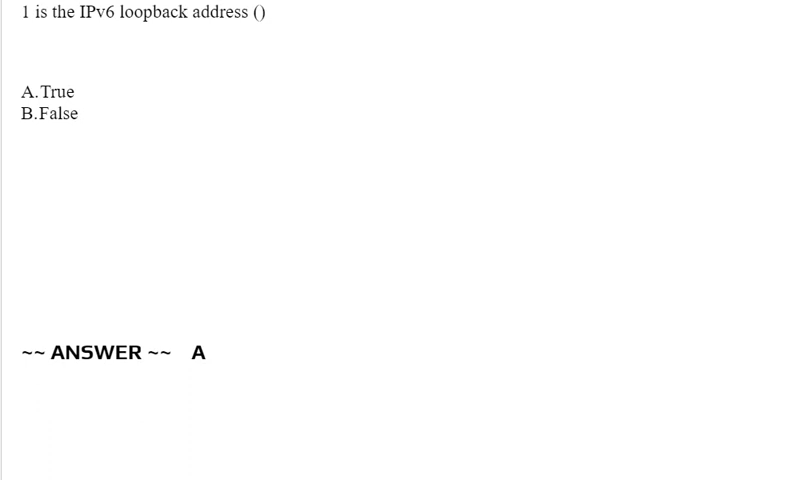 1 is the IPv6 loopback address ()
A.True
B.False
~~ ANSWER ~~ A